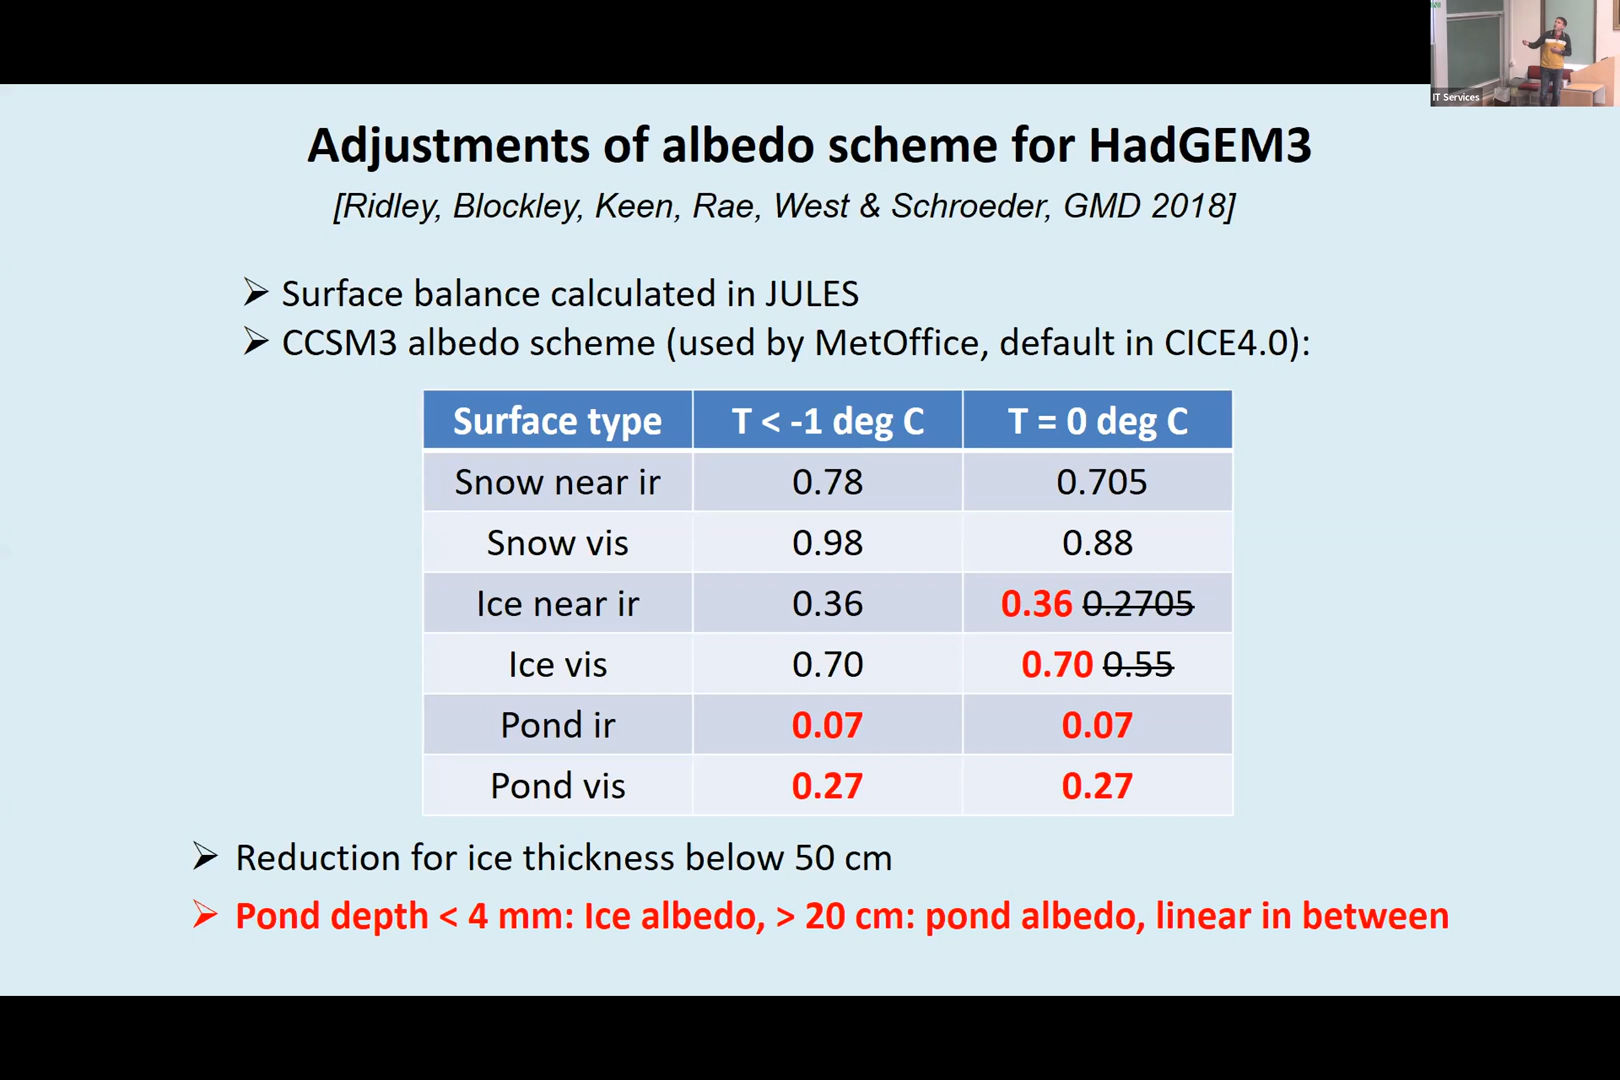 IT Services
Adjustments of albedo scheme for HadGEM3
[Ridley, Blockley, Keen, Rae, West & Schroeder, GMD 2018]
➢ Surface balance calculated in JULES
➢ CCSM3 albedo scheme (used by MetOffice, default in CICE4.0):
Surface type T < -1 deg C T = 0 deg C
Snow near ir 0.78 0.705
Snow vis 0.98 0.88
Ice near ir 0.36 0.36 0.2705
Ice vis 0.70 0.70 0.55
Pond ir 0.07 0.07
Pond vis 0.27 0.27
➢ Reduction for ice thickness below 50 cm
➢ Pond depth < 4 mm: Ice albedo, > 20 cm: pond albedo, linear in between